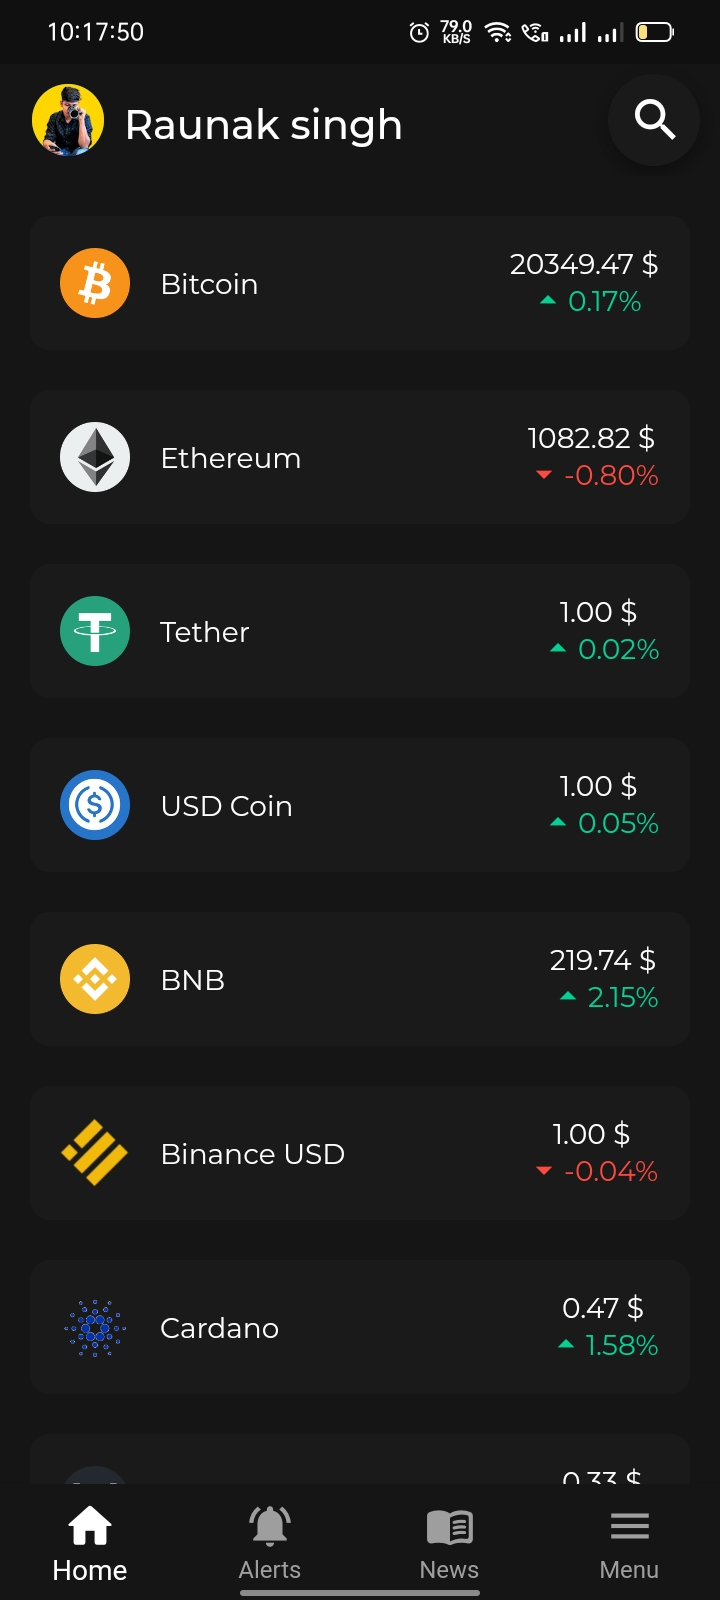 10:17:50
79.0
KB/S
Raunak singh
Bitcoin
20349.47 $
0.17%
Ethereum
1082.82 $
-0.80%
Tether
1.00 $
0.02%
USD Coin
1.00 $
0.05%
BNB
219.74 $
2.15%
Binance USD
1.00 $
-0.04%
Cardano
0.47 $
1.58%
0.33 $
Home
Alerts
News
Menu